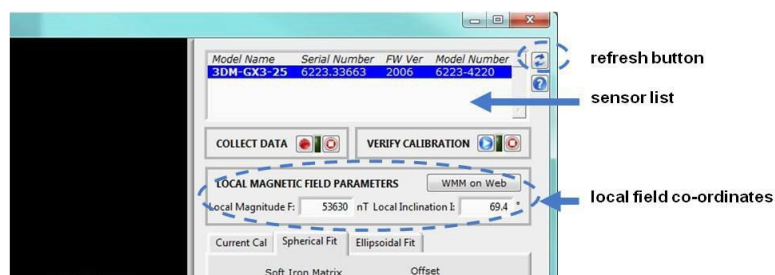 Model Name Serial Number FW Ver Model Number
3DM-GX3-25 6223.33663 2006 6223-4220
refresh button
sensor list
COLLECT DATA VERIFY CALIBRATION
LOCAL MAGNETIC FIELD PARAMETERS WMM on Web
Local Magnitude F: 53630 nT Local Inclination I: 69.4 °
local field co-ordinates
Current Cal Spherical Fit Ellipsoidal Fit
Soft Iron Matrix Offset